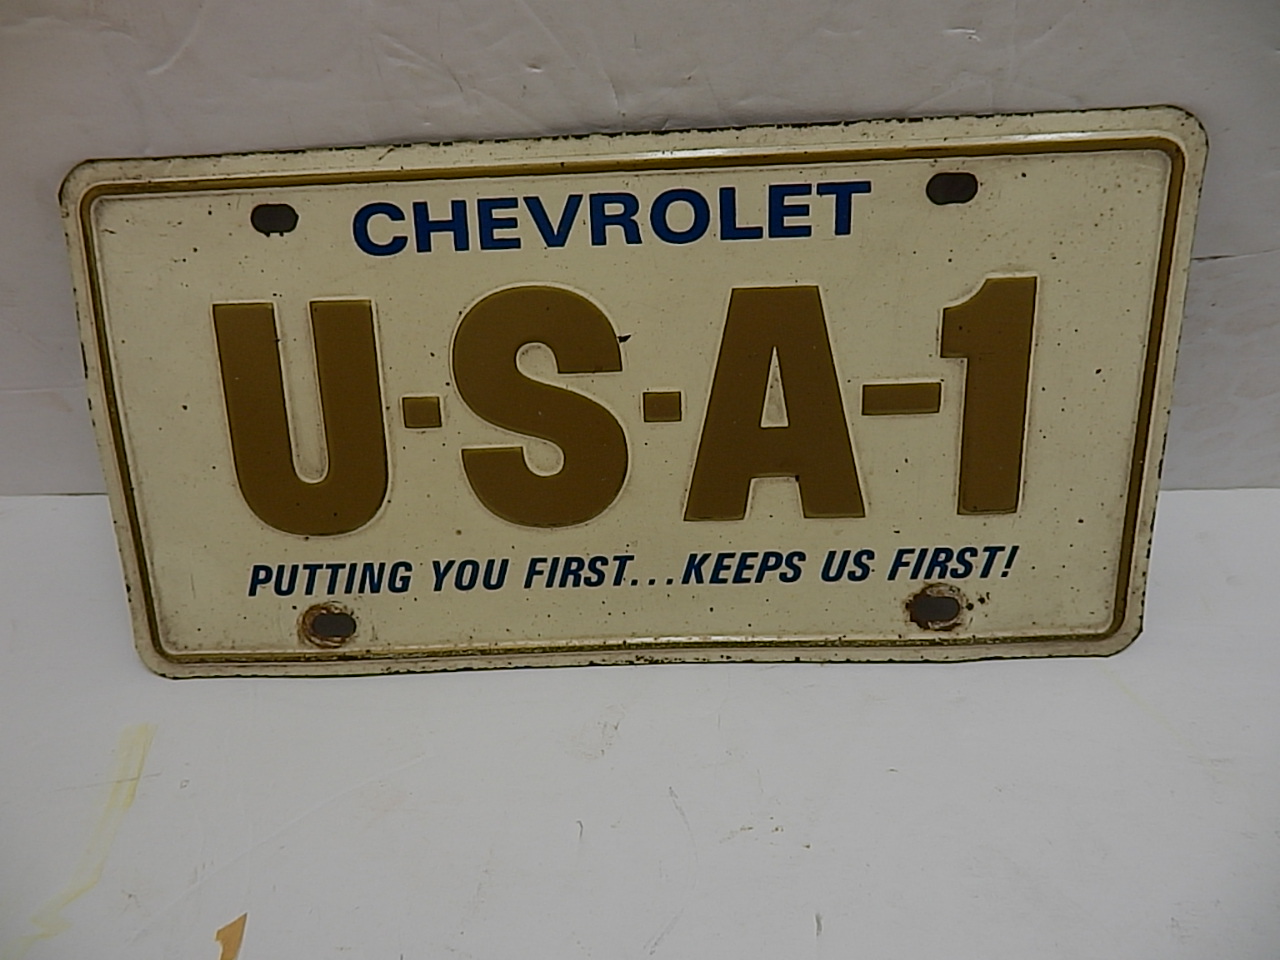 CHEVROLET
U-S-A-1
PUTTING YOU FIRST...KEEPS US FIRST!